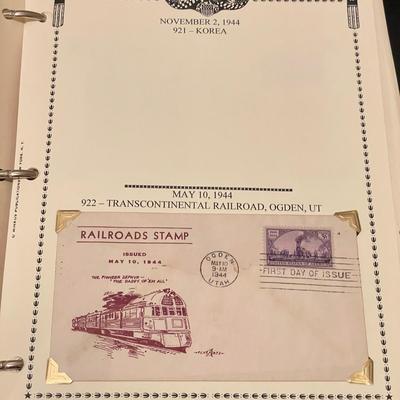 NOVEMBER 2, 1944
921 – KOREA
MAY 10, 1944
922 – TRANSCONTINENTAL RAILROAD, OGDEN, UT
RAILROADS STAMP
ISSUED
MAY 10, 1944
THE PIONEER ZEPHYR —
"THE DADDY OF 'EM ALL"
OGDEN
MAY 10
9 - AM
1944
UTAH
FIRST DAY OF ISSUE